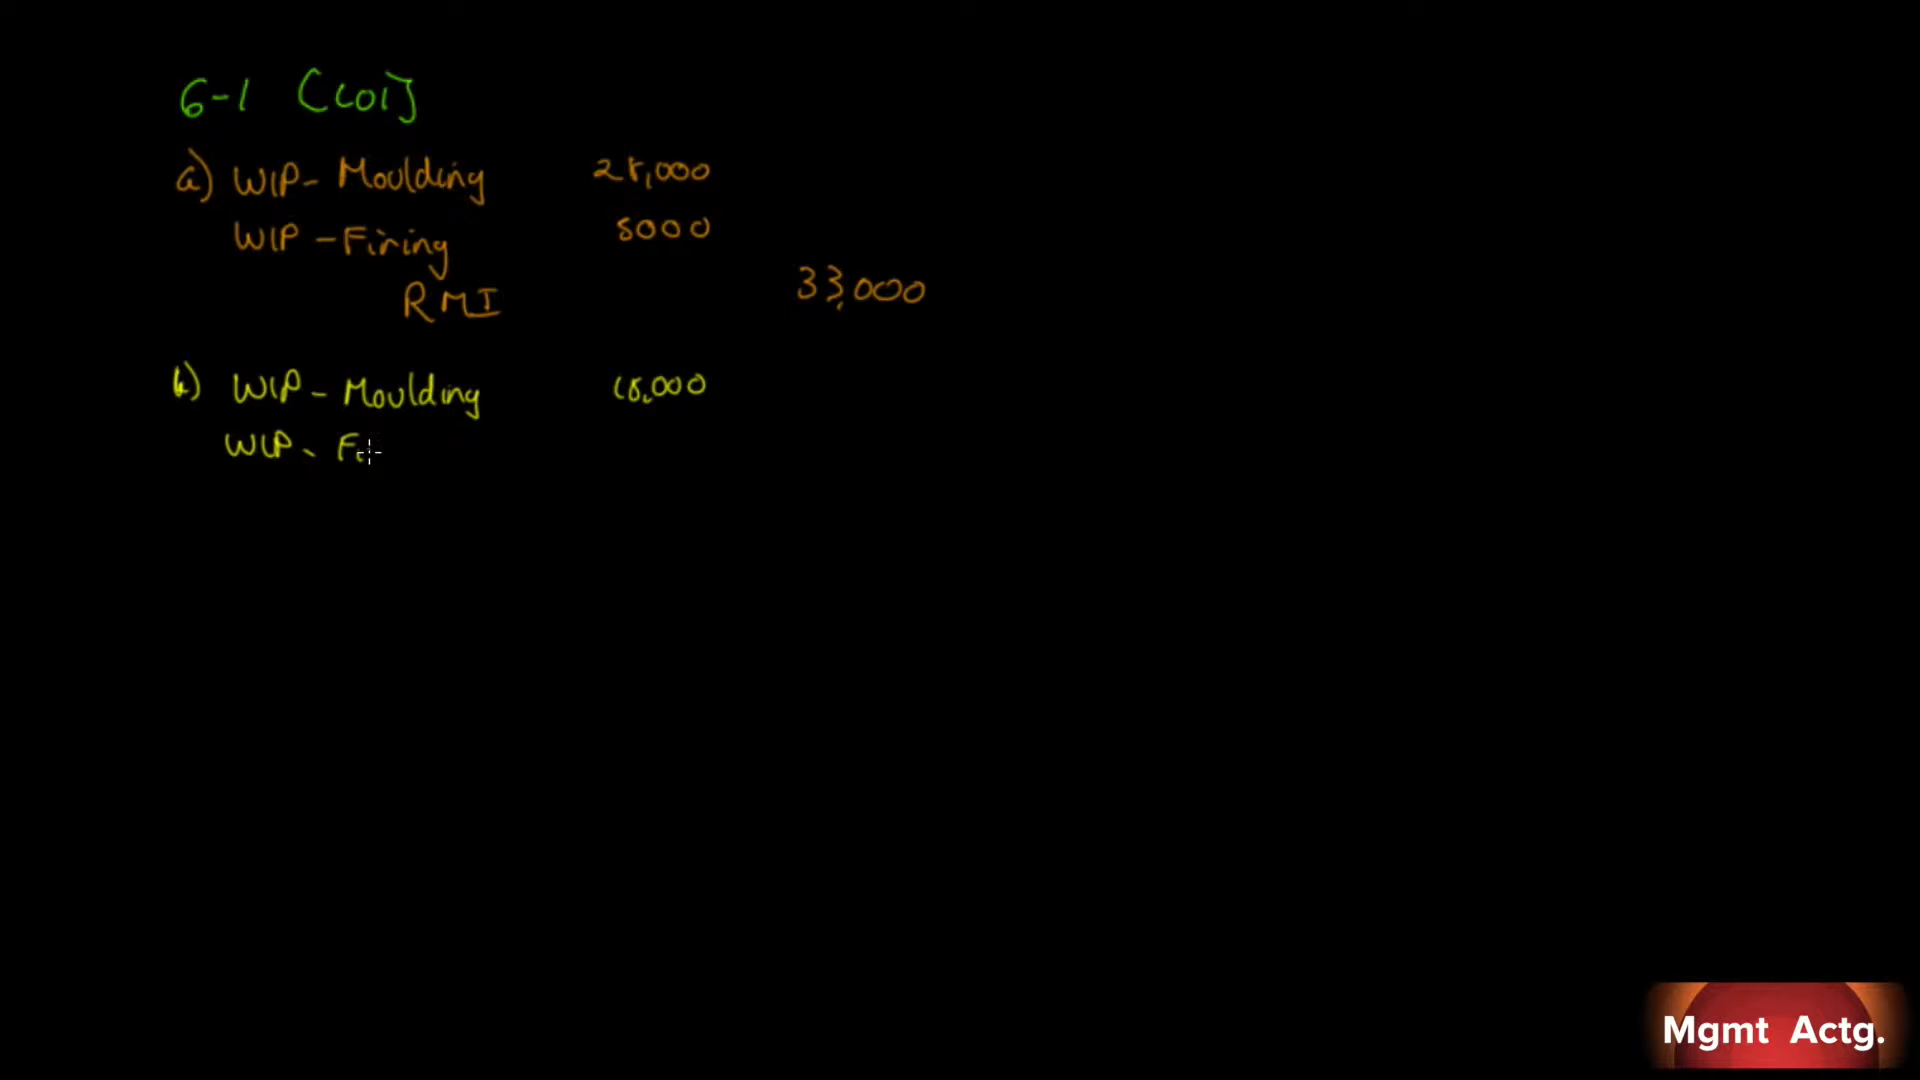 6-1 (LO1]
a) WIP- Moulding 28,000
WIP - Firing 5000
RMI 33,000
b) WIP - Moulding 18,000
WIP - Fi
Mgmt Actg.